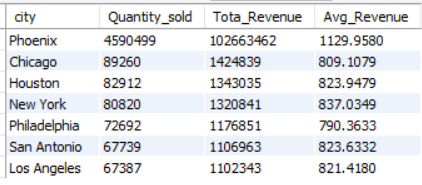 city Quantity_sold Tota_Revenue Avg_Revenue
Phoenix 4590499 102663462 1129.9580
Chicago 89260 1424839 809.1079
Houston 82912 1343035 823.9479
New York 80820 1320841 837.0349
Philadelphia 72692 1176851 790.3633
San Antonio 67739 1106963 823.6332
Los Angeles 67387 1102343 821.4180